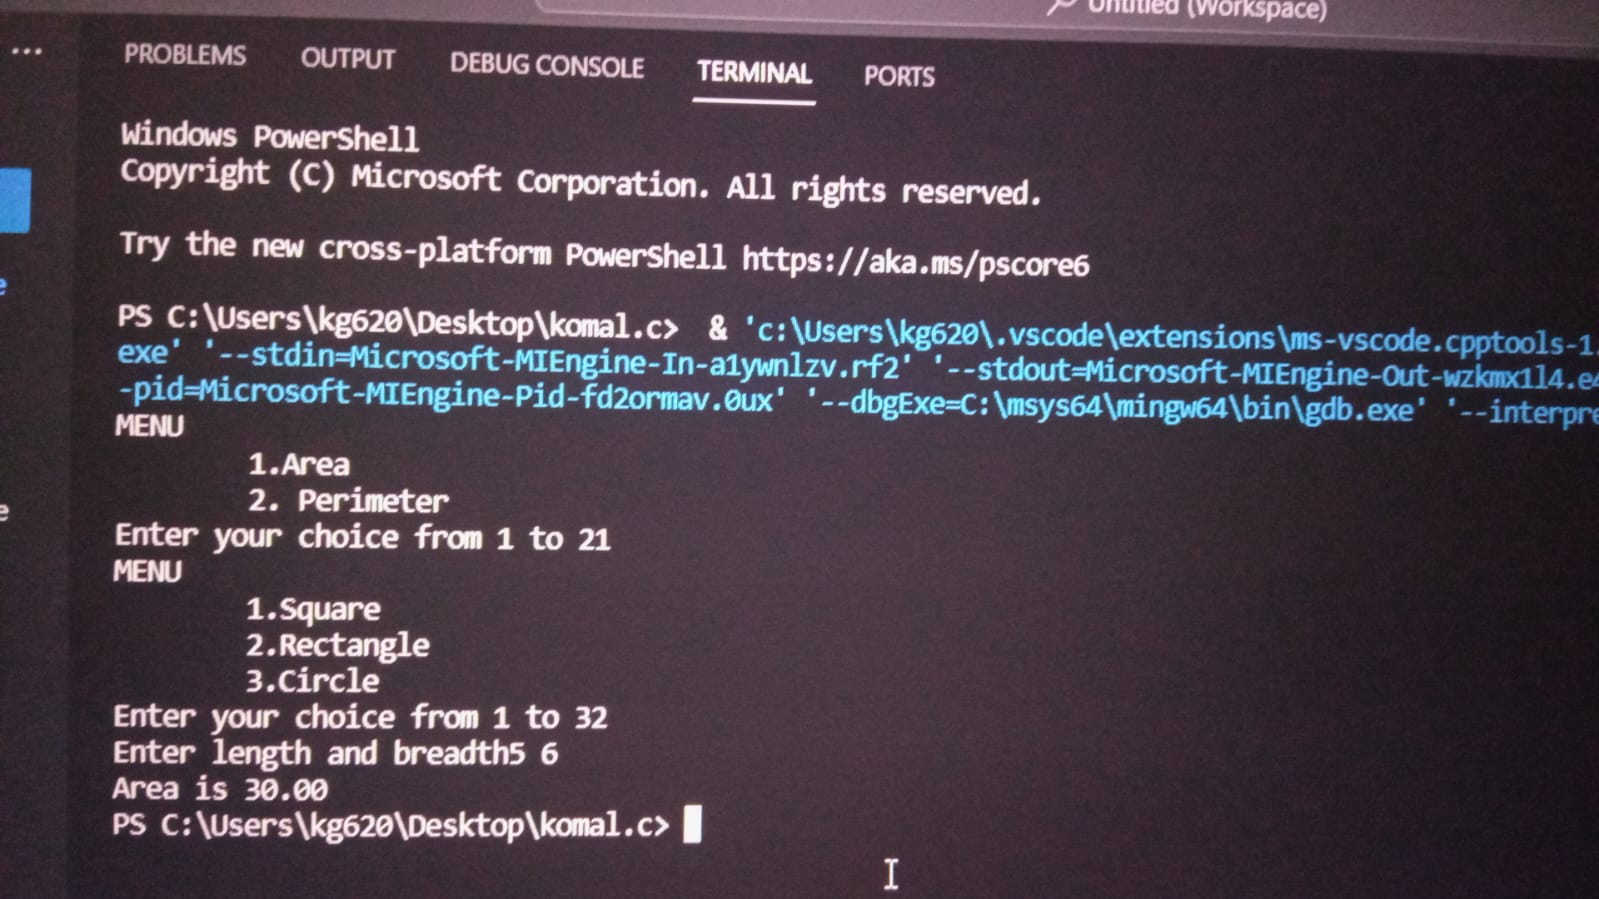 Untitled (Workspace)
PROBLEMS OUTPUT DEBUG CONSOLE TERMINAL PORTS
Windows PowerShell
Copyright (C) Microsoft Corporation. All rights reserved.
Try the new cross-platform PowerShell https://aka.ms/pscore6
PS C:\Users\kg620\Desktop\komal.c>  & 'c:\Users\kg620\.vscode\extensions\ms-vscode.cpptools-1.
exe' '--stdin=Microsoft-MIEngine-In-a1ywnlzv.rf2' '--stdout=Microsoft-MIEngine-Out-wzkmx1l4.e4
-pid=Microsoft-MIEngine-Pid-fd2ormav.0ux' '--dbgExe=C:\msys64\mingw64\bin\gdb.exe' '--interpre
MENU
1.Area
2. Perimeter
Enter your choice from 1 to 21
MENU
1.Square
2.Rectangle
3.Circle
Enter your choice from 1 to 32
Enter length and breadth5 6
Area is 30.00
PS C:\Users\kg620\Desktop\komal.c>